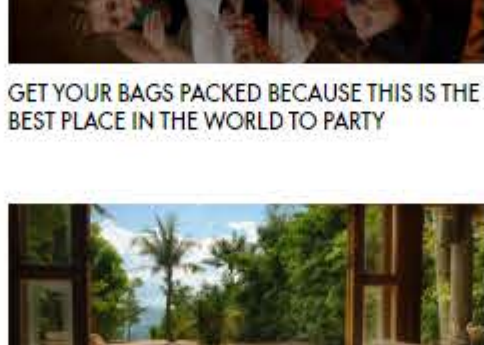 GET YOUR BAGS PACKED BECAUSE THIS IS THE
BEST PLACE IN THE WORLD TO PARTY